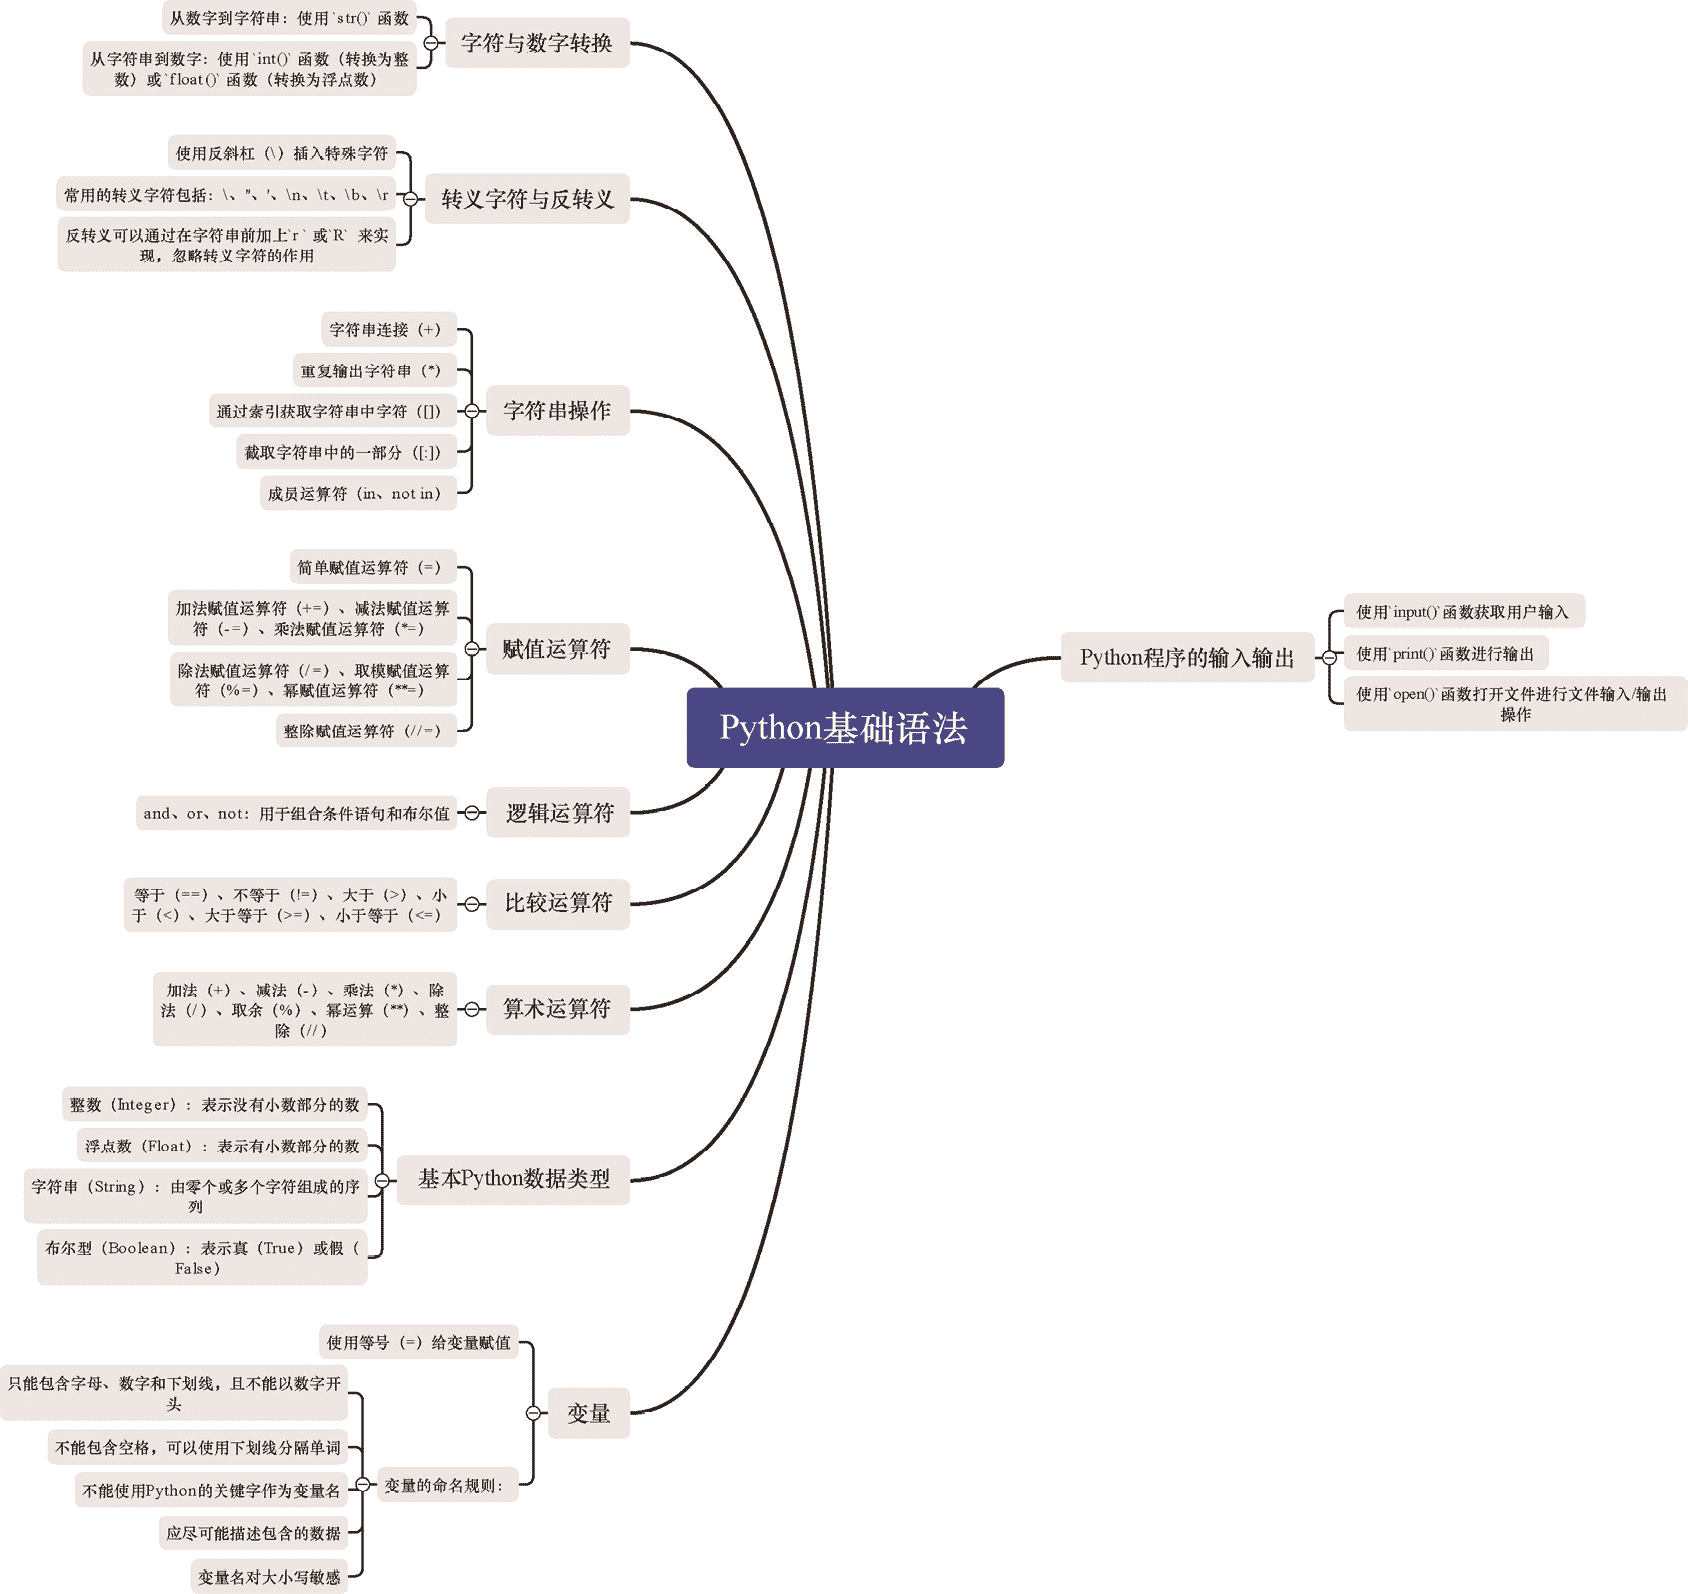 从数字到字符串：使用`str()` 函数
从字符串到数字：使用`int()` 函数（转换为整
数）或`float()` 函数（转换为浮点数）
字符与数字转换
使用反斜杠（\）插入特殊字符
常用的转义字符包括：\、"、'、\n、\t、\b、\r
反转义可以通过在字符串前加上`r` 或`R` 来实
现，忽略转义字符的作用
转义字符与反转义
字符串连接（+）
重复输出字符串（*）
通过索引获取字符串中字符（[]）
截取字符串中的一部分（[:]）
成员运算符（in、not in）
字符串操作
简单赋值运算符（=）
加法赋值运算符（+=）、减法赋值运算
符（-=）、乘法赋值运算符（*=）
除法赋值运算符（/=）、取模赋值运算
符（%=）、幂赋值运算符（**=）
整除赋值运算符（//=）
赋值运算符
and、or、not：用于组合条件语句和布尔值
逻辑运算符
等于（==）、不等于（!=）、大于（>）、小
于（<）、大于等于（>=）、小于等于（<=）
比较运算符
加法（+）、减法（-）、乘法（*）、除
法（/）、取余（%）、幂运算（**）、整
除（//）
算术运算符
整数（Integer）：表示没有小数部分的数
浮点数（Float）：表示有小数部分的数
字符串（String）：由零个或多个字符组成的序
列
布尔型（Boolean）：表示真（True）或假（
False）
基本Python数据类型
使用等号（=）给变量赋值
只能包含字母、数字和下划线，且不能以数字开
头
不能包含空格，可以使用下划线分隔单词
不能使用Python的关键字作为变量名
应尽可能描述包含的数据
变量名对大小写敏感
变量的命名规则：
变量
Python基础语法
Python程序的输入输出
使用`input()`函数获取用户输入
使用`print()`函数进行输出
使用`open()`函数打开文件进行文件输入/输出
操作